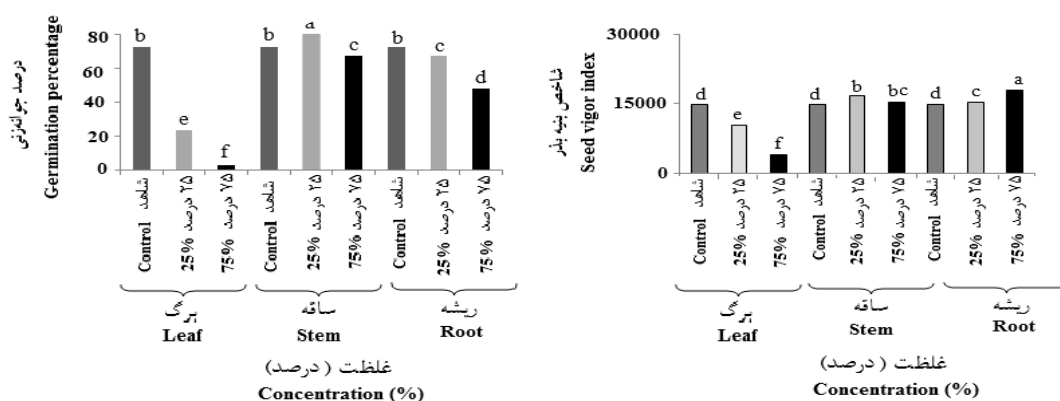 درصد جوانه‌زنی
Germination percentage
80
60
40
20
0
b
e
f
b
a
c
b
c
d
Control شاهد
25% ۲۵ درصد
75% ۷۵ درصد
Control شاهد
25% ۲۵ درصد
75% ۷۵ درصد
Control شاهد
25% ۲۵ درصد
75% ۷۵ درصد
برگ
Leaf
ساقه
Stem
ریشه
Root
غلظت ( درصد)
Concentration (%)
شاخص بنیه بذر
Seed vigor index
30000
15000
0
d
e
f
d
b
bc
d
c
a
Control شاهد
25% ۲۵ درصد
75% ۷۵ درصد
Control شاهد
25% ۲۵ درصد
75% ۷۵ درصد
Control شاهد
25% ۲۵ درصد
75% ۷۵ درصد
برگ
Leaf
ساقه
Stem
ریشه
Root
غلظت ( درصد)
Concentration (%)